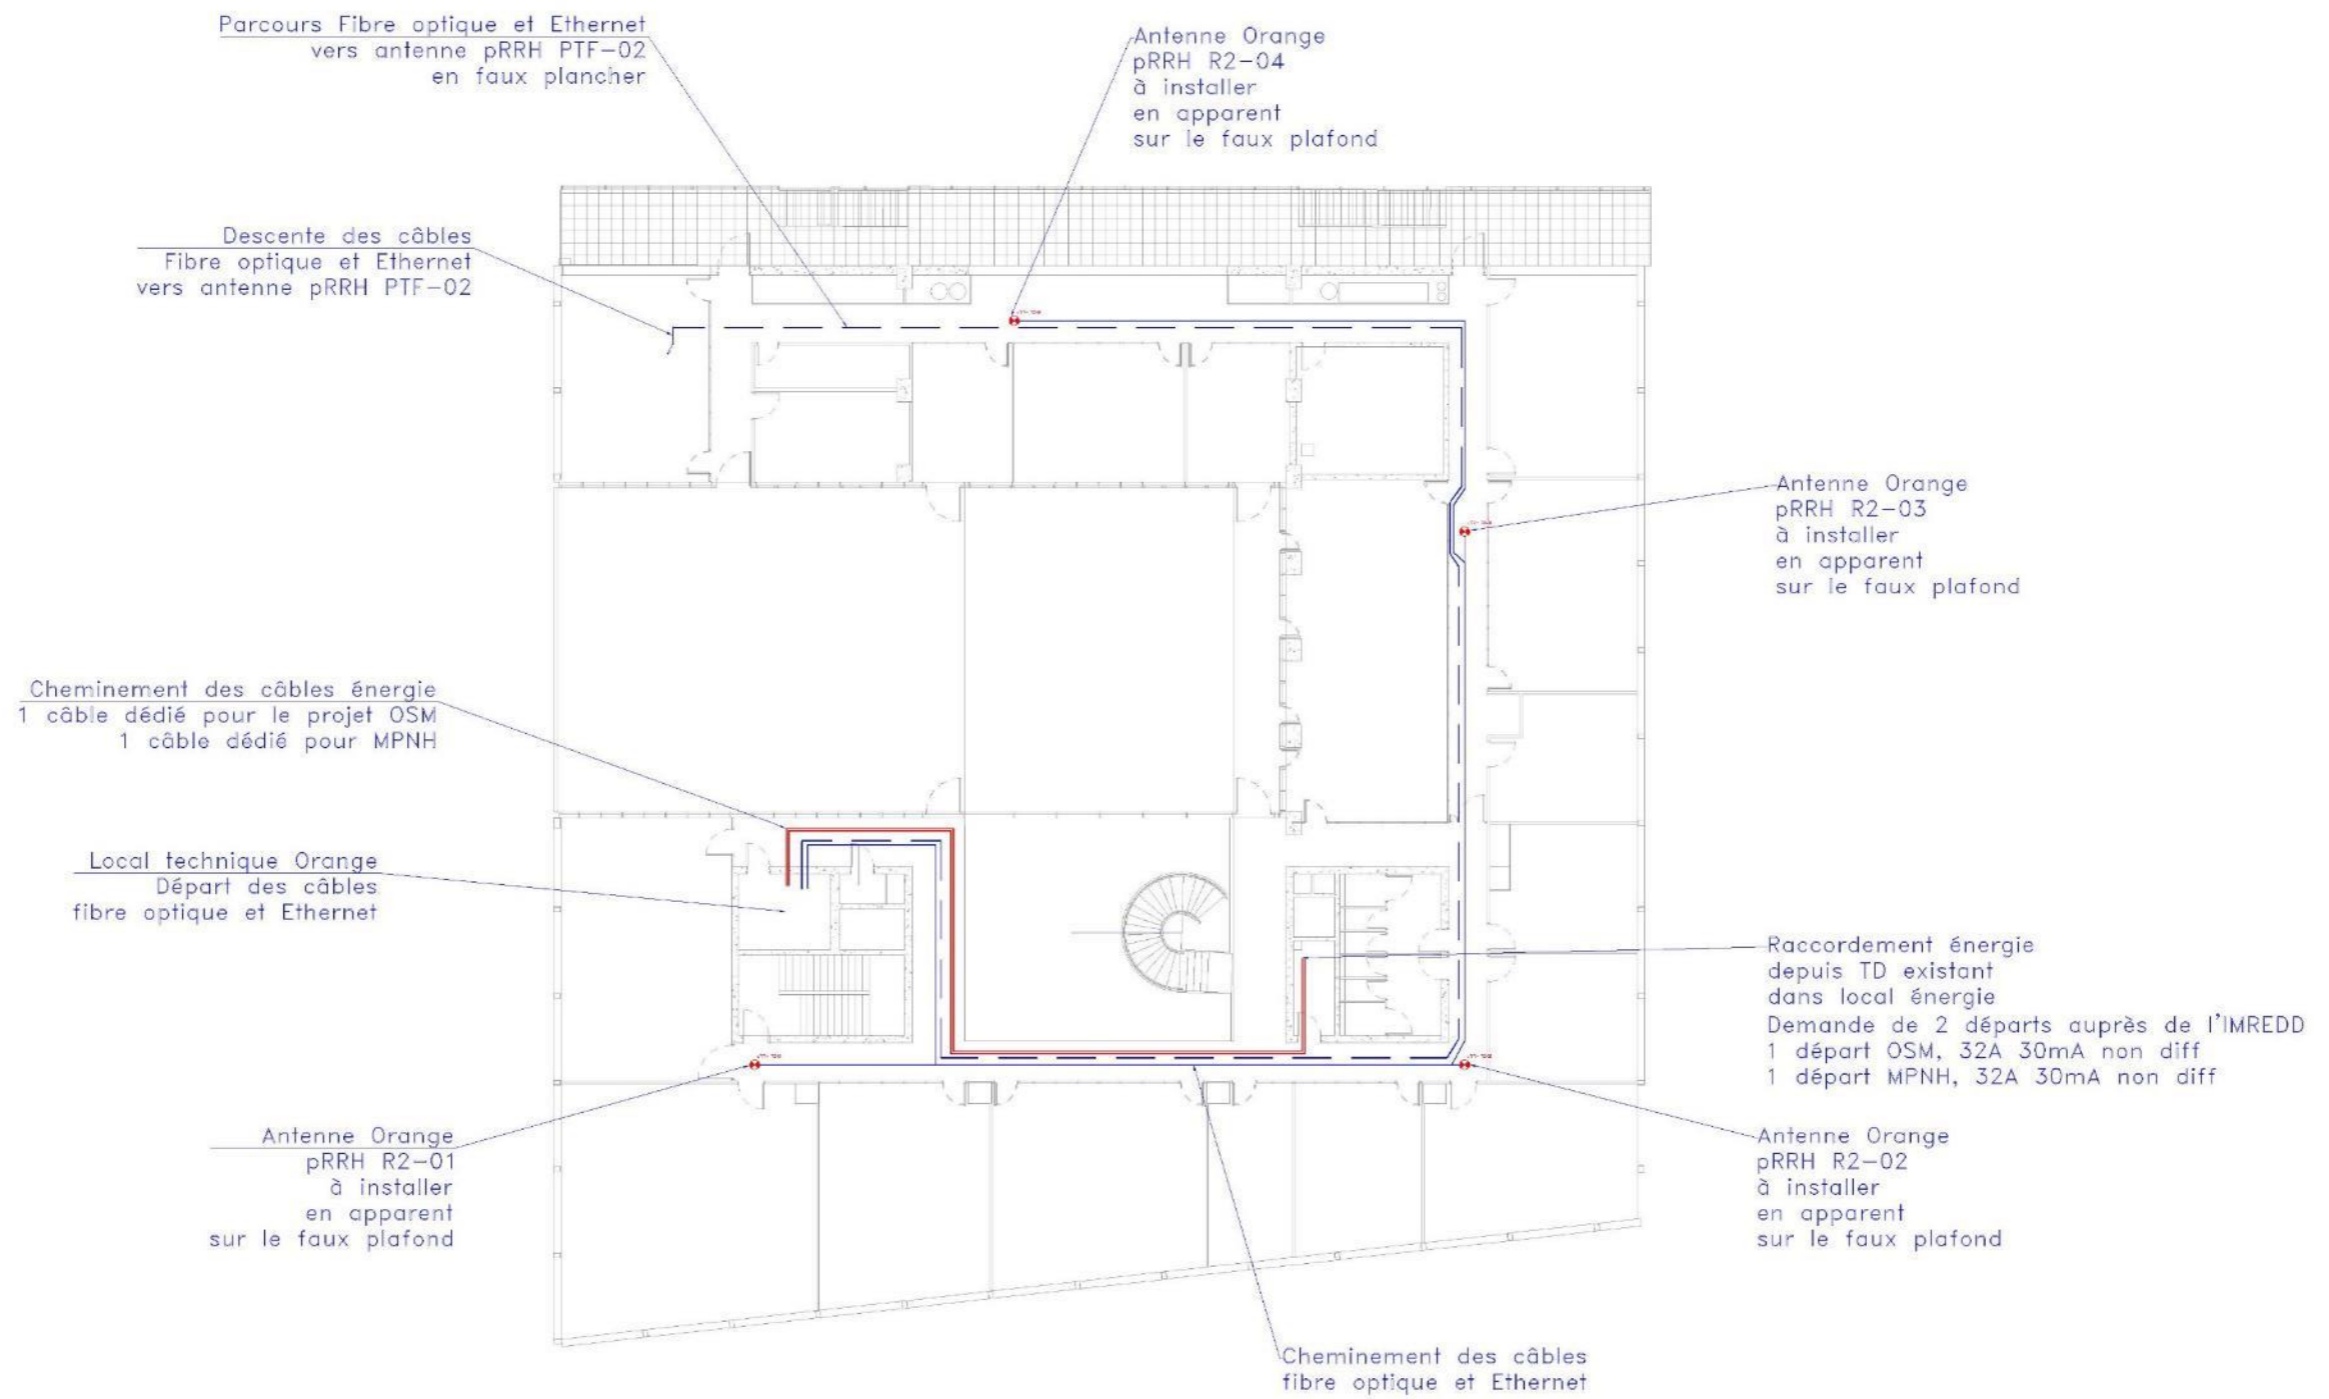 Parcours Fibre optique et Ethernet
vers antenne pRRH PTF-02
en faux plancher
Antenne Orange
pRRH R2-04
à installer
en apparent
sur le faux plafond
Descente des câbles
Fibre optique et Ethernet
vers antenne pRRH PTF-02
Antenne Orange
pRRH R2-03
à installer
en apparent
sur le faux plafond
Cheminement des câbles énergie
1 câble dédié pour le projet OSM
1 câble dédié pour MPNH
Local technique Orange
Départ des câbles
fibre optique et Ethernet
Raccordement énergie
depuis TD existant
dans local énergie
Demande de 2 départs auprès de l'IMREDD
1 départ OSM, 32A 30mA non diff
1 départ MPNH, 32A 30mA non diff
Antenne Orange
pRRH R2-01
à installer
en apparent
sur le faux plafond
Antenne Orange
pRRH R2-02
à installer
en apparent
sur le faux plafond
Cheminement des câbles
fibre optique et Ethernet